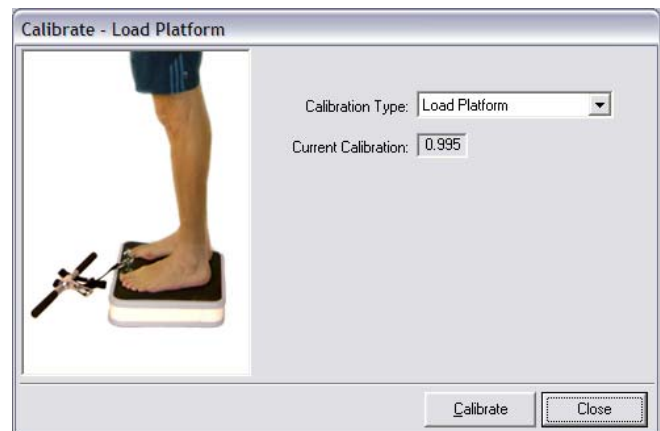 Calibrate - Load Platform
Calibration Type: Load Platform
Current Calibration: 0.995
Calibrate Close